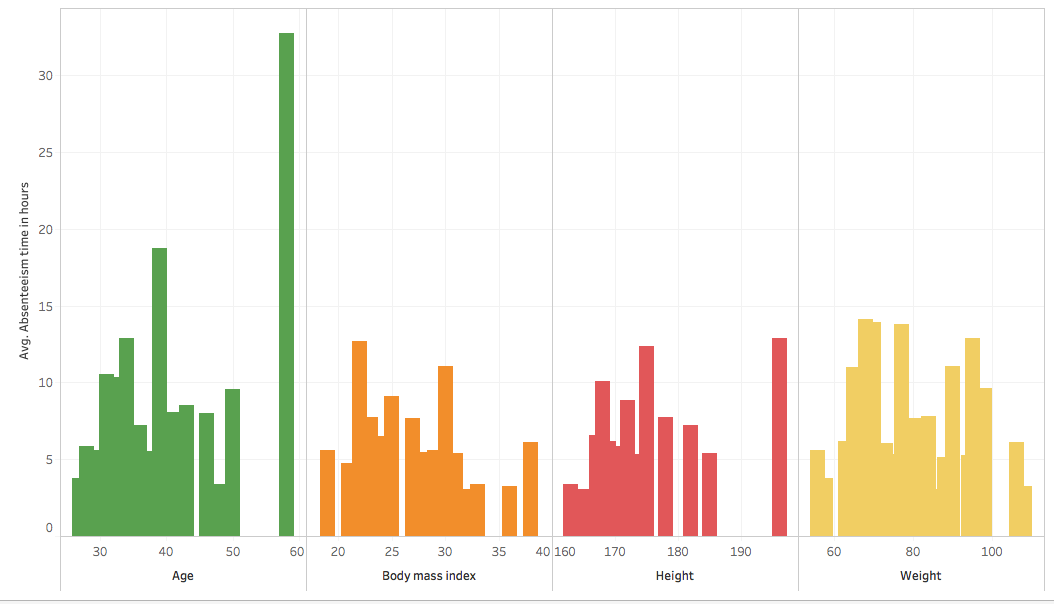 Avg. Absenteeism time in hours
30
25
20
15
10
5
0
30 40 50 60 20 25 30 35 40 160 170 180 190 60 80 100
Age Body mass index Height Weight